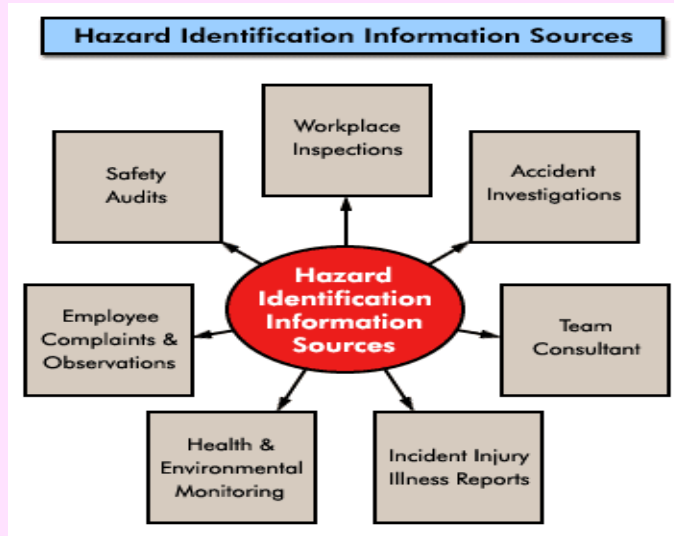 Hazard Identification Information Sources
Workplace
Inspections
Safety
Audits
Accident
Investigations
Hazard
Identification
Information
Sources
Employee
Complaints &
Observations
Team
Consultant
Health &
Environmental
Monitoring
Incident Injury
Illness Reports